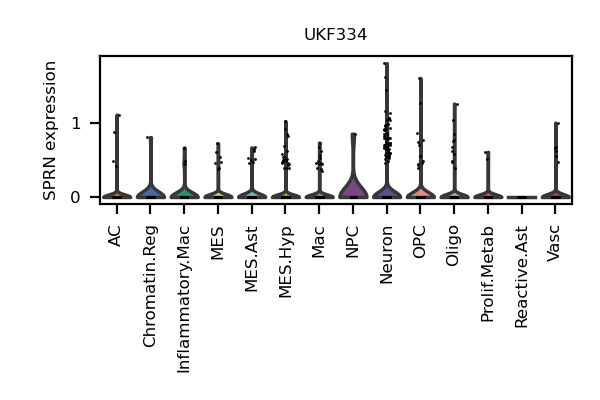 UKF334
SPRN expression
1
0
AC
Chromatin.Reg
Inflammatory.Mac
MES
MES.Ast
MES.Hyp
Mac
NPC
Neuron
OPC
Oligo
Prolif.Metab
Reactive.Ast
Vasc